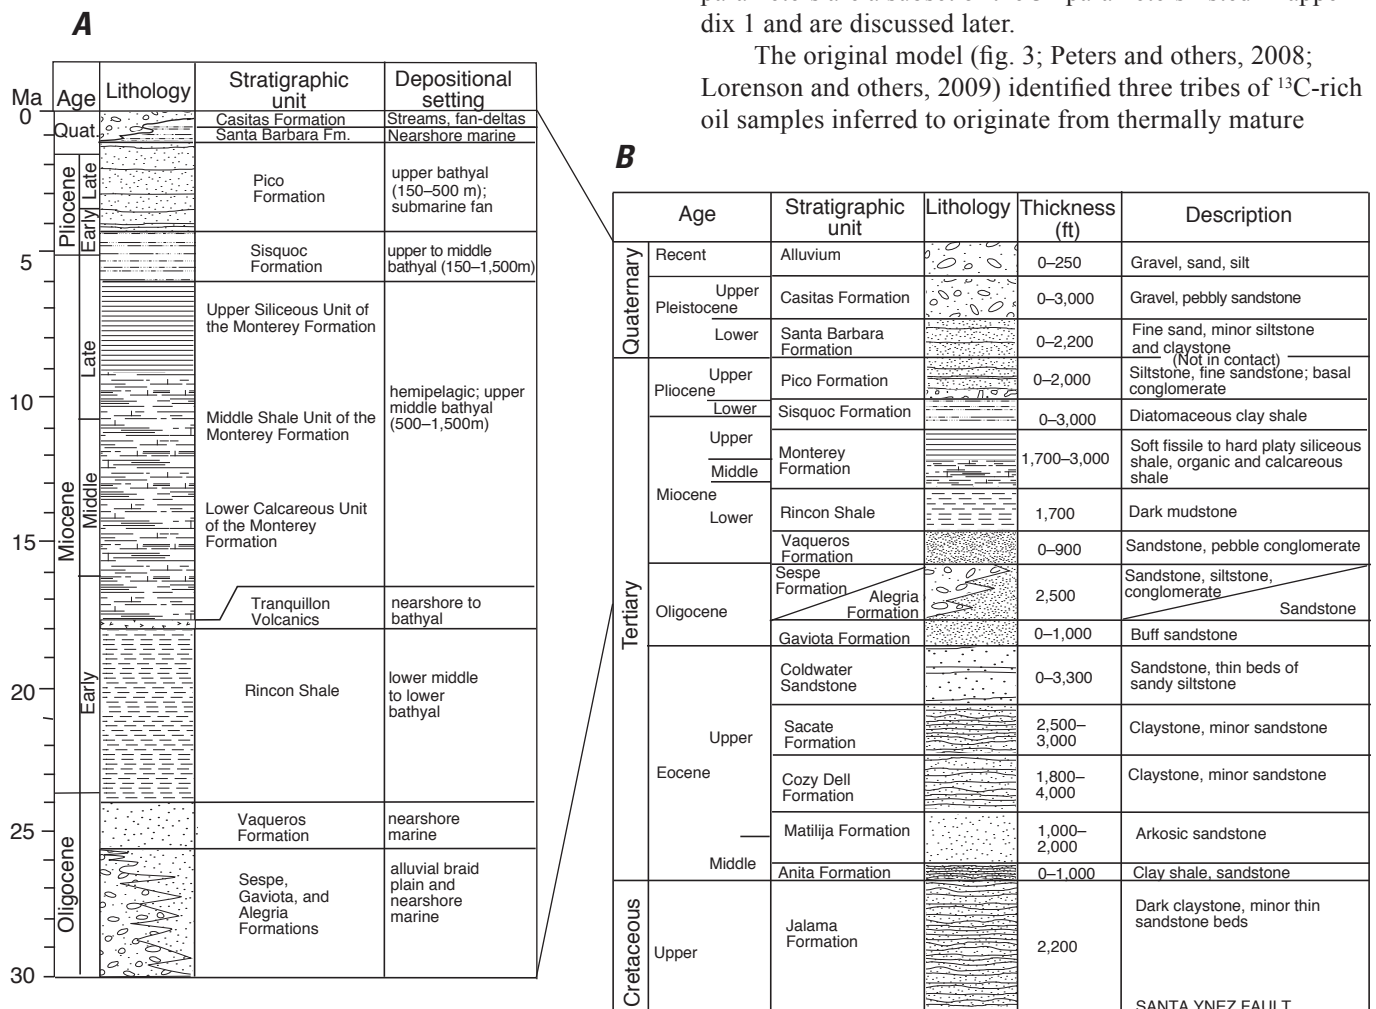 dix 1 and are discussed later.
The original model (fig. 3; Peters and others, 2008;
Lorenson and others, 2009) identified three tribes of ¹³C-rich
oil samples inferred to originate from thermally mature
A
Ma
Age
Lithology
Stratigraphic
unit
Depositional
setting
0
5
10
15
20
25
30
Quat.
Pliocene
Late
Early
Miocene
Late
Middle
Early
Oligocene
Casitas Formation
Streams, fan-deltas
Santa Barbara Fm.
Nearshore marine
Pico
Formation
upper bathyal
(150–500 m);
submarine fan
Sisquoc
Formation
upper to middle
bathyal (150–1,500m)
Upper Siliceous Unit of
the Monterey Formation
Middle Shale Unit of the
Monterey Formation
Lower Calcareous Unit
of the Monterey
Formation
hemipelagic; upper
middle bathyal
(500–1,500m)
Tranquillon
Volcanics
nearshore to
bathyal
Rincon Shale
lower middle
to lower
bathyal
Vaqueros
Formation
nearshore
marine
Sespe,
Gaviota, and
Alegria
Formations
alluvial braid
plain and
nearshore
marine
B
Age
Stratigraphic
unit
Lithology
Thickness
(ft)
Description
Quaternary
Recent
Alluvium
0–250
Gravel, sand, silt
Upper
Pleistocene
Casitas Formation
0–3,000
Gravel, pebbly sandstone
Lower
Santa Barbara
Formation
0–2,200
Fine sand, minor siltstone
and claystone
(Not in contact)
Tertiary
Upper
Pliocene
Pico Formation
0–2,000
Siltstone, fine sandstone; basal
conglomerate
Lower
Sisquoc Formation
0–3,000
Diatomaceous clay shale
Upper
Middle
Miocene
Lower
Monterey
Formation
1,700–3,000
Soft fissile to hard platy siliceous
shale, organic and calcareous
shale
Rincon Shale
1,700
Dark mudstone
Vaqueros
Formation
0–900
Sandstone, pebble conglomerate
Oligocene
Sespe
Formation
Alegria
Formation
2,500
Sandstone, siltstone,
conglomerate
Sandstone
Gaviota Formation
0–1,000
Buff sandstone
Eocene
Upper
Middle
Coldwater
Sandstone
0–3,300
Sandstone, thin beds of
sandy siltstone
Sacate
Formation
2,500–
3,000
Claystone, minor sandstone
Cozy Dell
Formation
1,800–
4,000
Claystone, minor sandstone
Matilija Formation
1,000–
2,000
Arkosic sandstone
Anita Formation
0–1,000
Clay shale, sandstone
Cretaceous
Upper
Jalama
Formation
2,200
Dark claystone, minor thin
sandstone beds
SANTA YNEZ FAULT